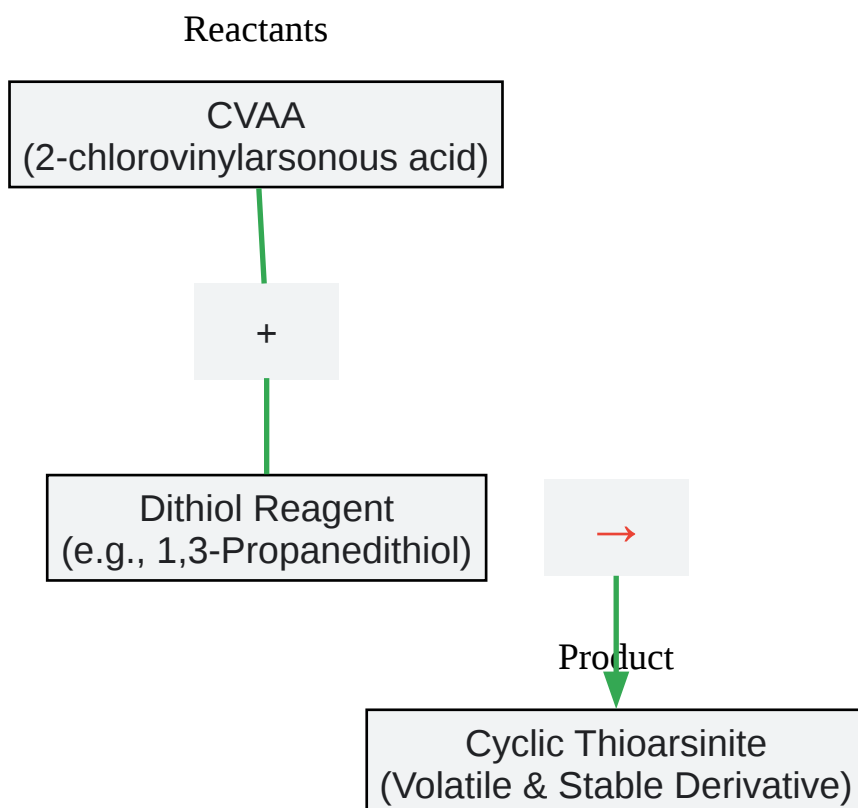 Reactants
CVAA
(2-chlorovinylarsonous acid)
+
Dithiol Reagent
(e.g., 1,3-Propanedithiol)
→
Product
Cyclic Thioarsinite
(Volatile & Stable Derivative)